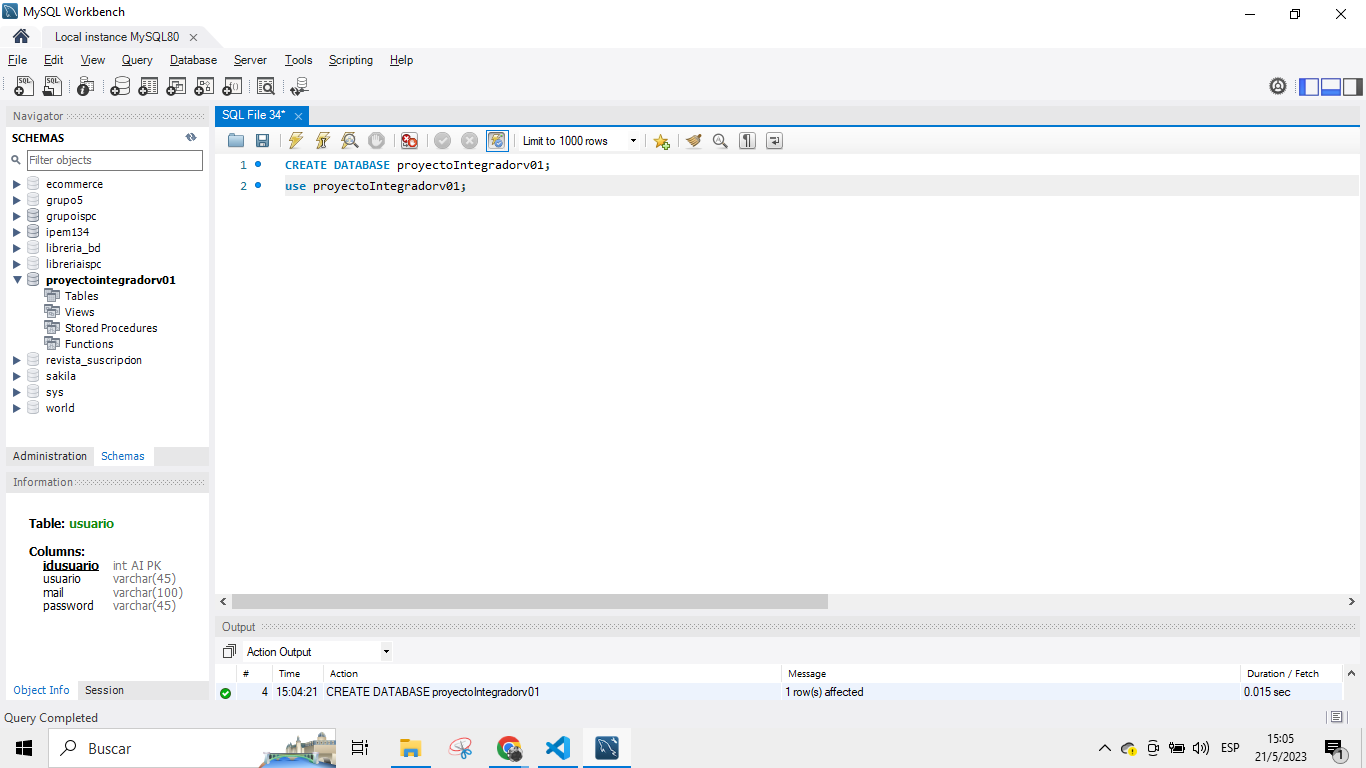 MySQL Workbench
Local instance MySQL80
File Edit View Query Database Server Tools Scripting Help
Navigator
SCHEMAS
Filter objects
ecommerce
grupo5
grupoispc
ipem134
libreria_bd
libreriaispc
proyectointegradorv01
Tables
Views
Stored Procedures
Functions
revista_suscripcion
sakila
sys
world
Administration Schemas
Information
Table: usuario
Columns:
idusuario int AI PK
usuario varchar(45)
mail varchar(100)
password varchar(45)
Object Info Session
SQL File 34*
Limit to 1000 rows
1 CREATE DATABASE proyectoIntegradorv01;
2 use proyectoIntegradorv01;
Output
Action Output
# Time Action Message Duration / Fetch
4 15:04:21 CREATE DATABASE proyectoIntegradorv01 1 row(s) affected 0.015 sec
Query Completed
Buscar
ESP
15:05
21/5/2023
1